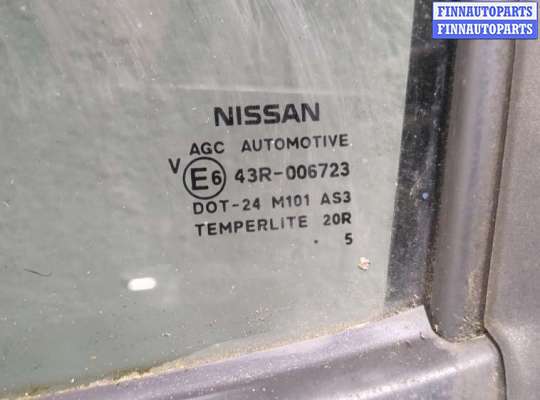 FINNAUTOPARTS
FINNAUTOPARTS
NISSAN
AGC AUTOMOTIVE
V E6 43R-006723
DOT-24 M101 AS3
TEMPERLITE 20R
. 5